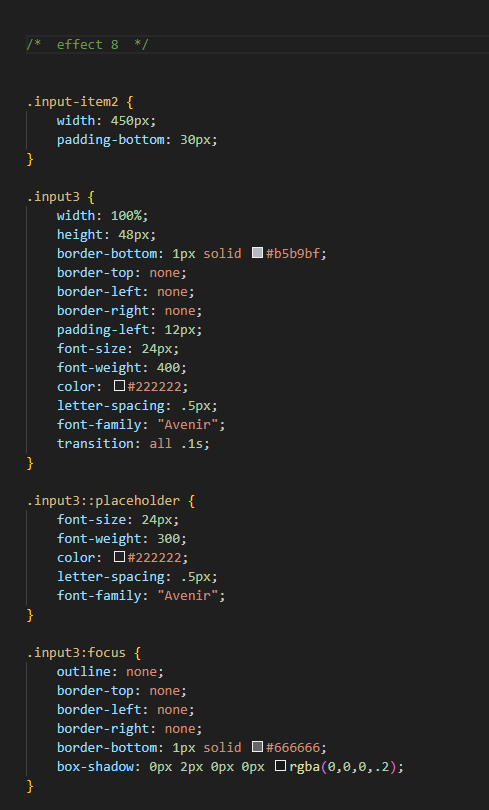 /*  effect 8  */
.input-item2 {
    width: 450px;
    padding-bottom: 30px;
}
.input3 {
    width: 100%;
    height: 48px;
    border-bottom: 1px solid #b5b9bf;
    border-top: none;
    border-left: none;
    border-right: none;
    padding-left: 12px;
    font-size: 24px;
    font-weight: 400;
    color: #222222;
    letter-spacing: .5px;
    font-family: "Avenir";
    transition: all .1s;
}
.input3::placeholder {
    font-size: 24px;
    font-weight: 300;
    color: #222222;
    letter-spacing: .5px;
    font-family: "Avenir";
}
.input3:focus {
    outline: none;
    border-top: none;
    border-left: none;
    border-right: none;
    border-bottom: 1px solid #666666;
    box-shadow: 0px 2px 0px 0px rgba(0,0,0,.2);
}